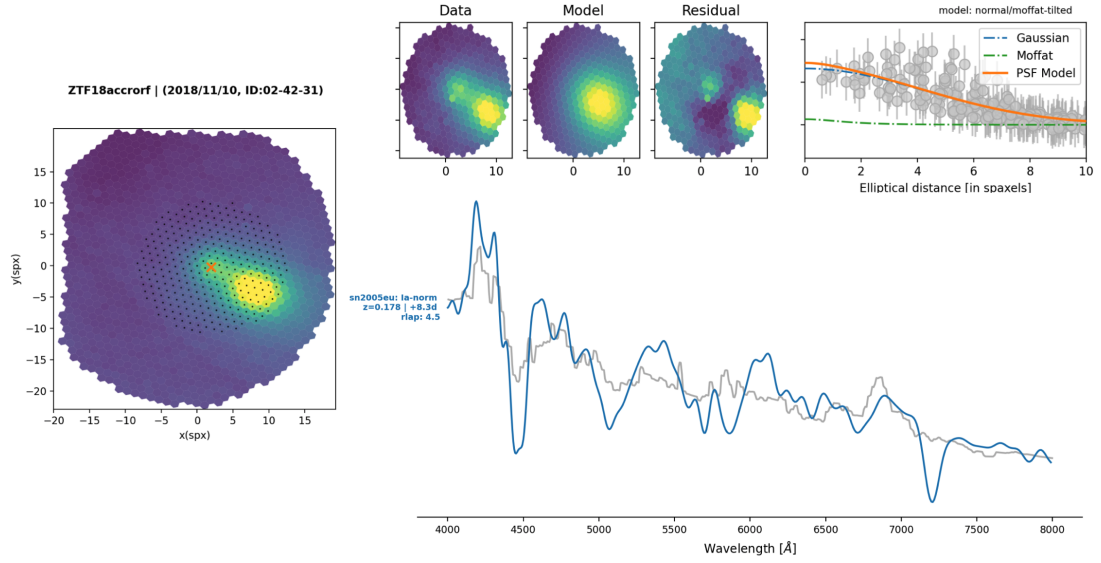 Data
Model
Residual
model: normal/moffat-tilted
Gaussian
Moffat
PSF Model
0
10
0
10
0
10
0
2
4
6
8
10
Elliptical distance [in spaxels]
ZTF18accrorf | (2018/11/10, ID:02-42-31)
15
10
5
0
−5
−10
−15
−20
y(spx)
−20
−15
−10
−5
0
5
10
15
x(spx)
sn2005eu: Ia-norm
z=0.178 | +8.3d
rlap: 4.5
4000
4500
5000
5500
6000
6500
7000
7500
8000
Wavelength [Å]